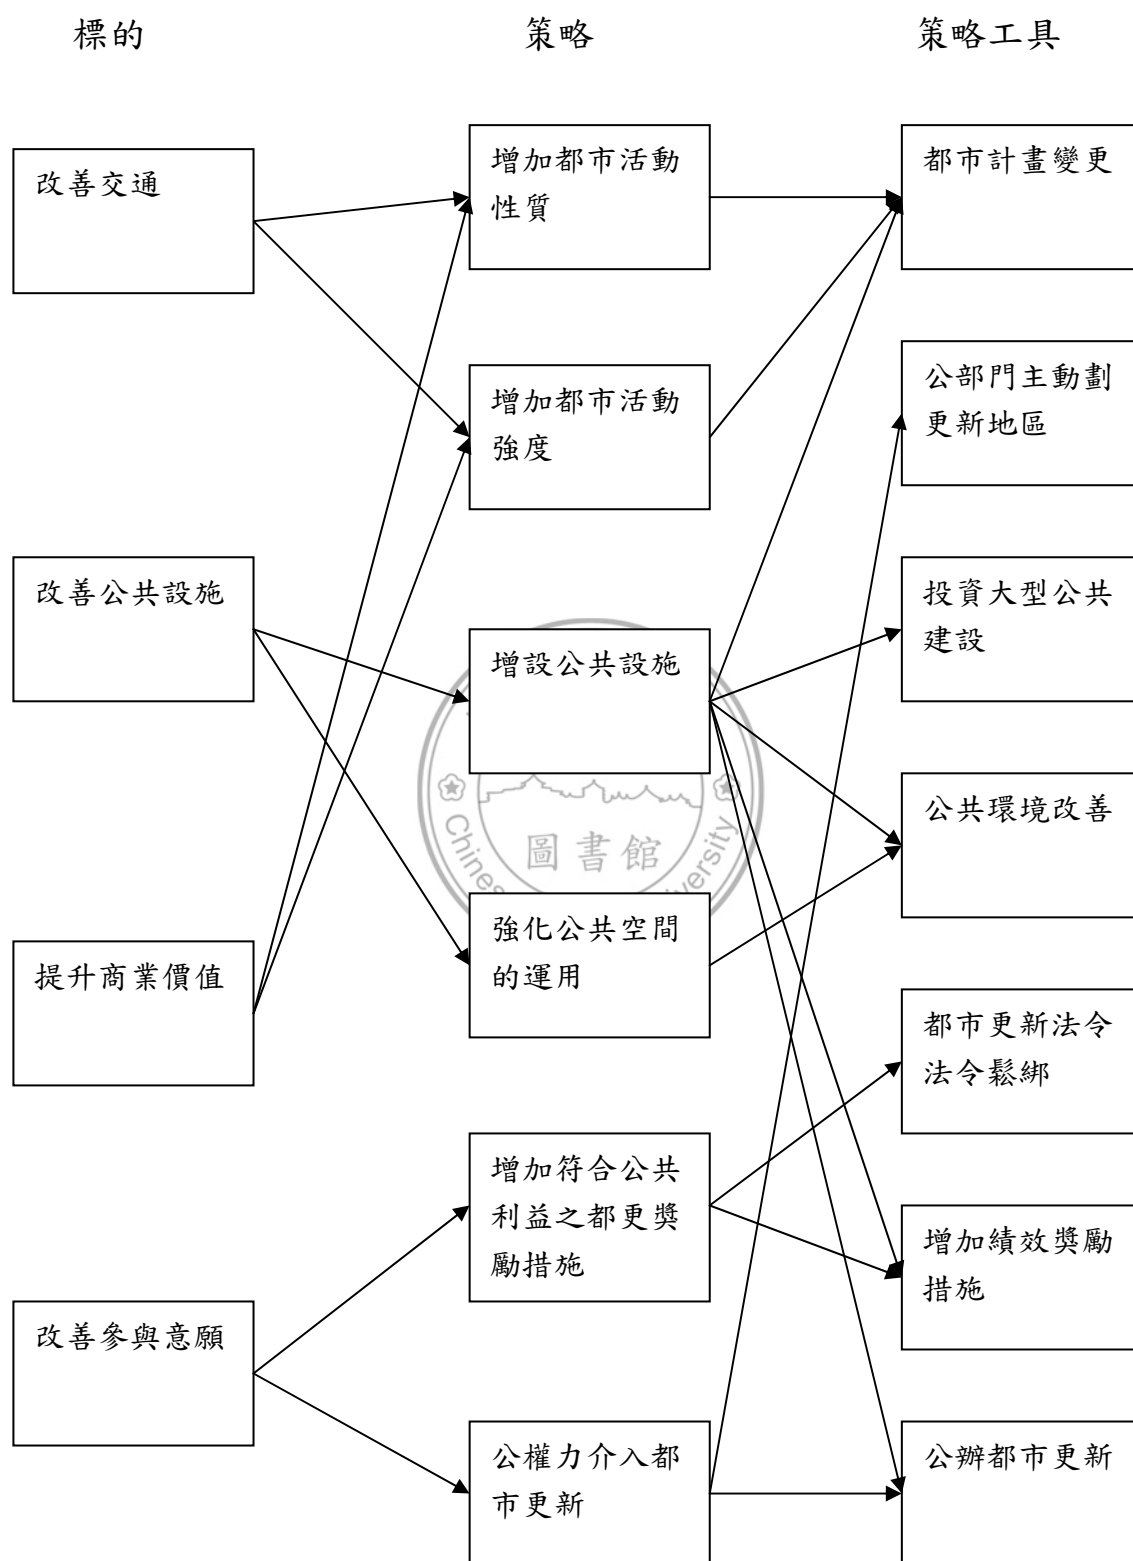 標的
策略
策略工具
改善交通
改善公共設施
提升商業價值
改善參與意願
增加都市活動
性質
增加都市活動
強度
增設公共設施
強化公共空間
的運用
增加符合公共
利益之都更獎
勵措施
公權力介入都
市更新
都市計畫變更
公部門主動劃
更新地區
投資大型公共
建設
公共環境改善
都市更新法令
法令鬆綁
增加績效獎勵
措施
公辦都市更新
圖書館